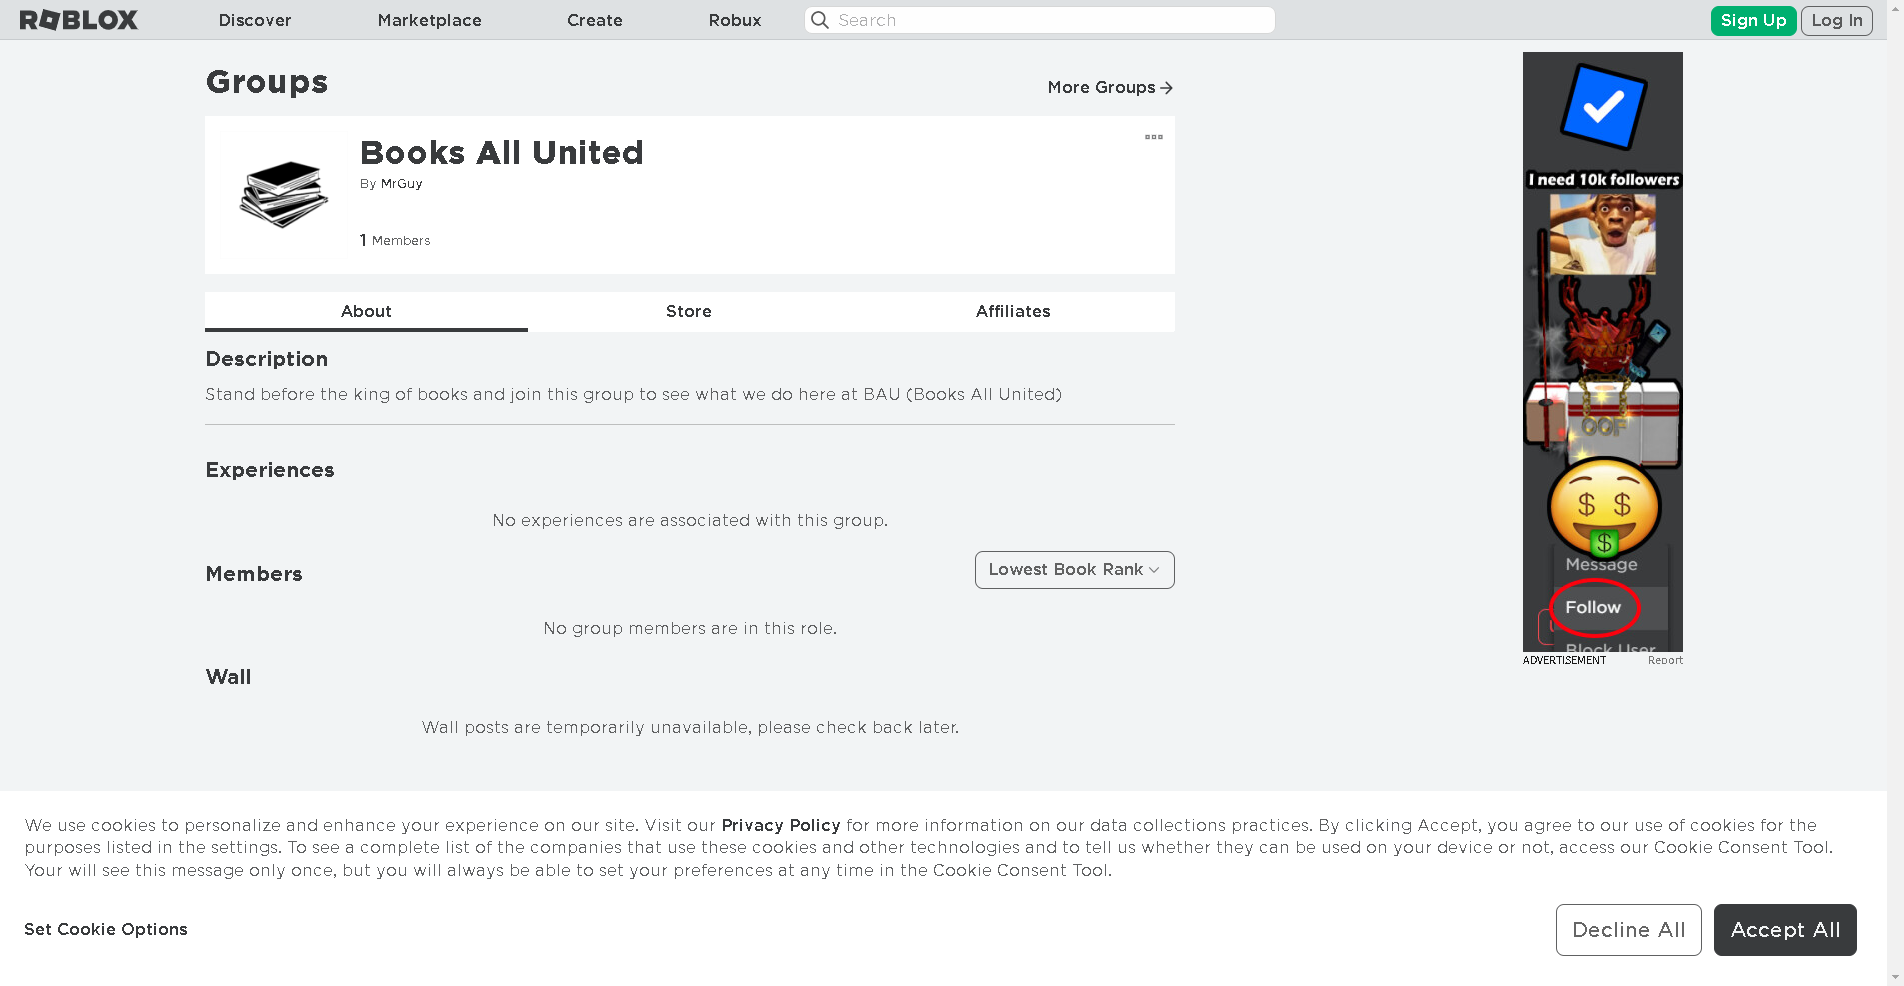 ROBLOX
Discover
Marketplace
Create
Robux
Search
Sign Up
Log In
Groups
More Groups
Books All United
By MrGuy
1 Members
About
Store
Affiliates
Description
Stand before the king of books and join this group to see what we do here at BAU (Books All United)
Experiences
No experiences are associated with this group.
Members
Lowest Book Rank
No group members are in this role.
Wall
Wall posts are temporarily unavailable, please check back later.
I need 10k followers
OOF
Message
Follow
Block User
ADVERTISEMENT
Report
We use cookies to personalize and enhance your experience on our site. Visit our Privacy Policy for more information on our data collections practices. By clicking Accept, you agree to our use of cookies for the
purposes listed in the settings. To see a complete list of the companies that use these cookies and other technologies and to tell us whether they can be used on your device or not, access our Cookie Consent Tool.
Your will see this message only once, but you will always be able to set your preferences at any time in the Cookie Consent Tool.
Set Cookie Options
Decline All
Accept All